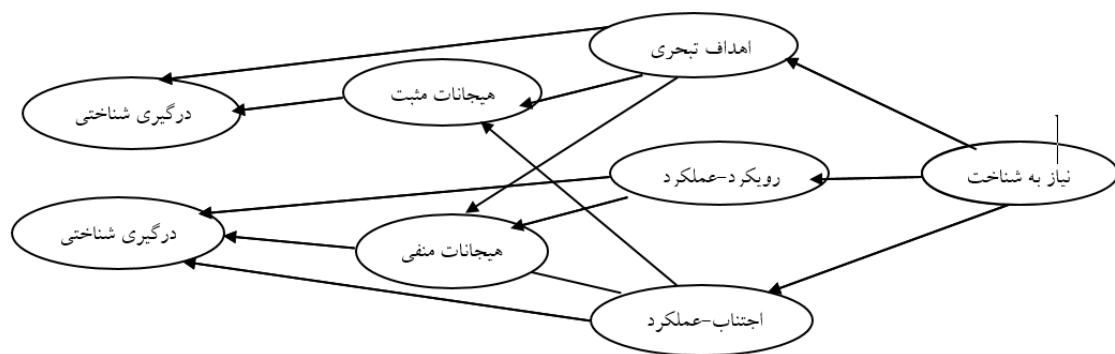 اهداف تبحری
هیجانات مثبت
درگیری شناختی
نیاز به شناخت
رویکرد-عملکرد
درگیری شناختی
هیجانات منفی
اجتناب-عملکرد